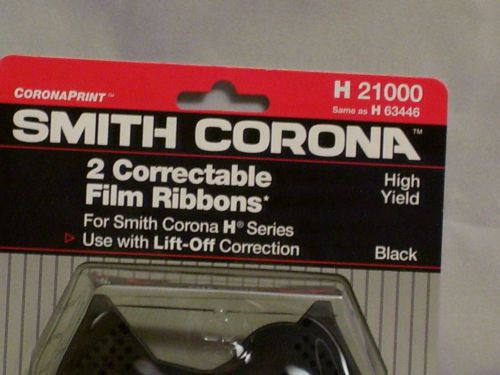 CORONAPRINT™
H 21000
Same as H 63446
SMITH CORONA™
2 Correctable
Film Ribbons*
High
Yield
For Smith Corona H® Series
▷ Use with Lift-Off Correction
Black